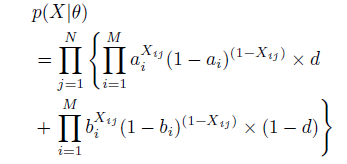 p(X|θ)
= ∏_{j=1}^{N} { ∏_{i=1}^{M} a_i^{X_{ij}} (1 − a_i)^{(1−X_{ij})} × d
+ ∏_{i=1}^{M} b_i^{X_{ij}} (1 − b_i)^{(1−X_{ij})} × (1 − d) }